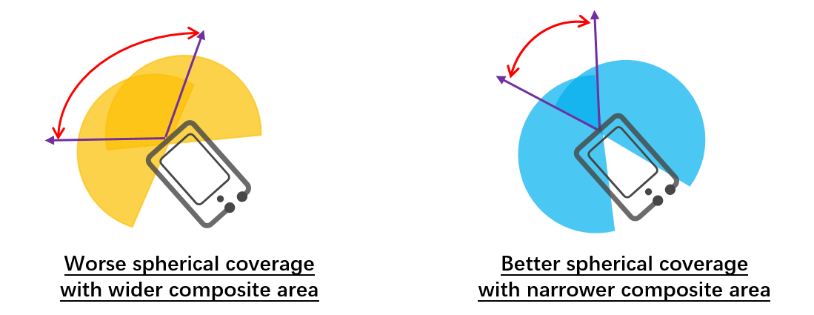 Worse spherical coverage
with wider composite area
Better spherical coverage
with narrower composite area